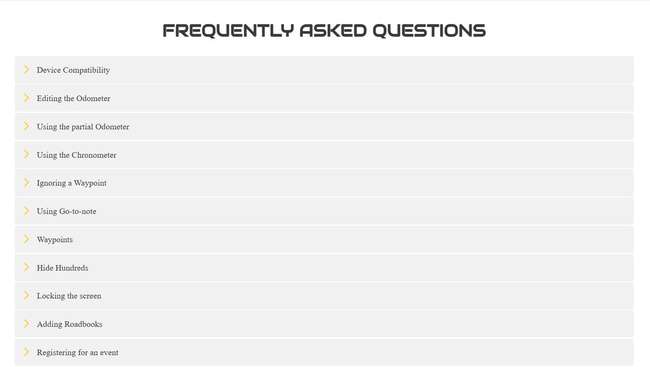 FREQUENTLY ASKED QUESTIONS
Device Compatibility
Editing the Odometer
Using the partial Odometer
Using the Chronometer
Ignoring a Waypoint
Using Go-to-note
Waypoints
Hide Hundreds
Locking the screen
Adding Roadbooks
Registering for an event